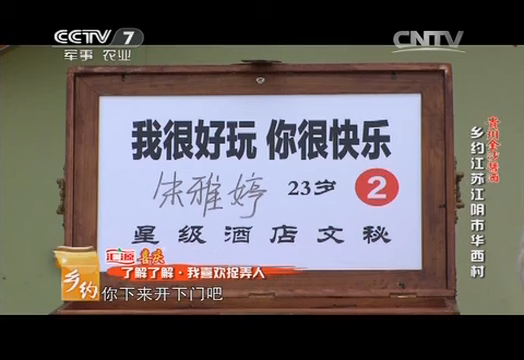 CCTV 7
军事 农业
CNTV
我很好玩 你很快乐
朱雅婷 23岁 2
星级酒店文秘
乡约江苏江阴市华西村
汇源
喜庆
了解了解·我喜欢捉弄人
乡约
你下来开下门吧